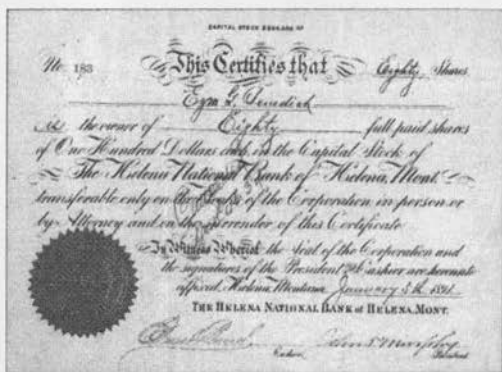 CAPITAL STOCK
No. 183 This Certifies that Eighty Shares
Ezra G.
is the owner of Eighty full paid shares
of One Hundred Dollars each in the Capital Stock of
The Helena National Bank of Helena, Mont.
transferable only on the Books of the Corporation in person or
by Attorney and on the surrender of this Certificate
In Witness Whereof the Seal of the Corporation and
the signatures of the President and Cashier are hereunto
affixed. Helena, Montana January 5th
THE HELENA NATIONAL BANK of HELENA, MONT.
Cashier President